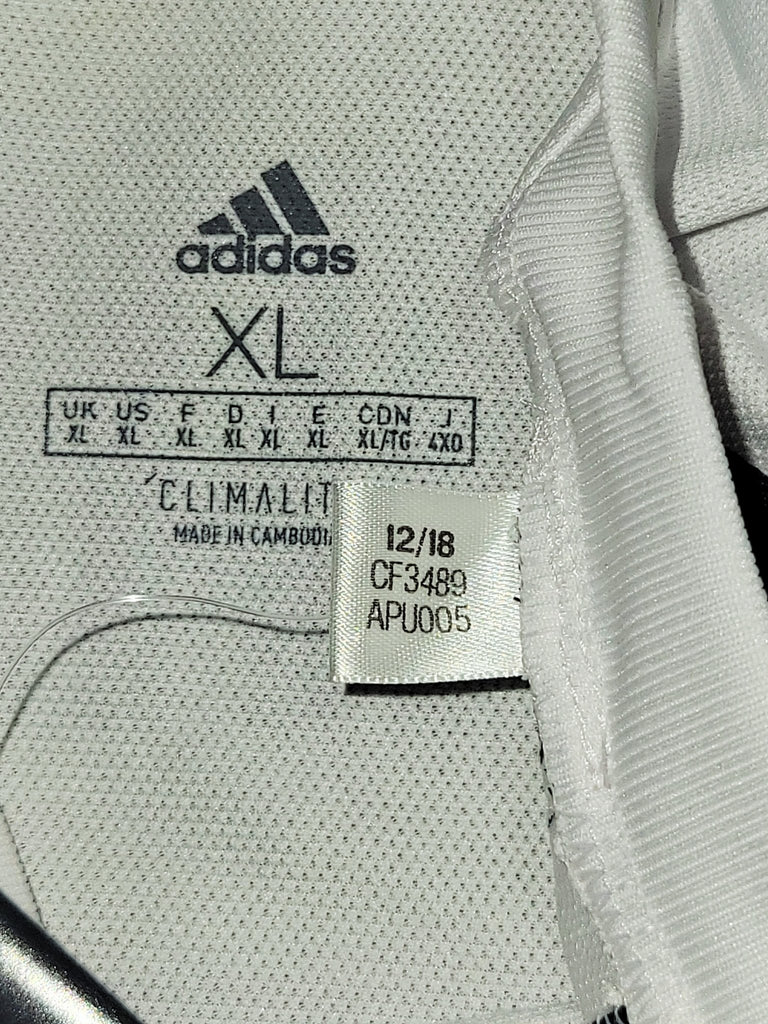 adidas
XL
UK US F D I E CDN J
XL XL XL XL XL XL XL/TG 4XO
CLIMALIT
MADE IN CAMBODI
12/18
CF3489
APU005